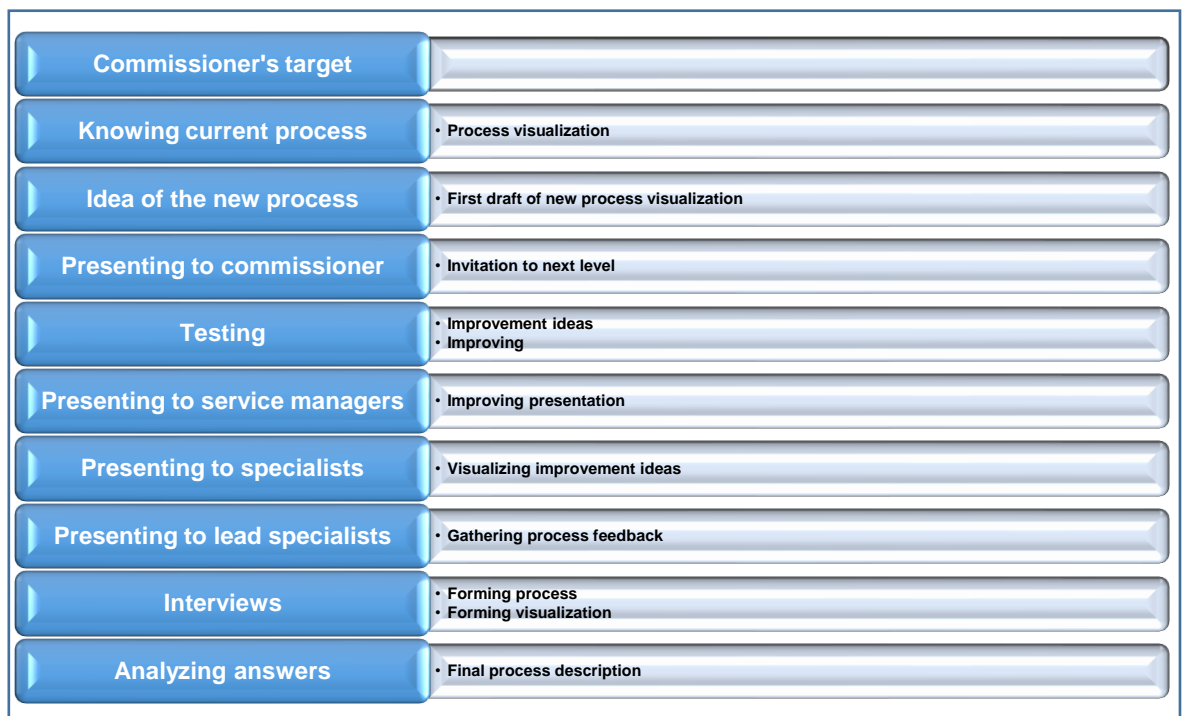 Commissioner's target
Knowing current process
• Process visualization
Idea of the new process
• First draft of new process visualization
Presenting to commissioner
• Invitation to next level
Testing
• Improvement ideas
• Improving
Presenting to service managers
• Improving presentation
Presenting to specialists
• Visualizing improvement ideas
Presenting to lead specialists
• Gathering process feedback
Interviews
• Forming process
• Forming visualization
Analyzing answers
• Final process description